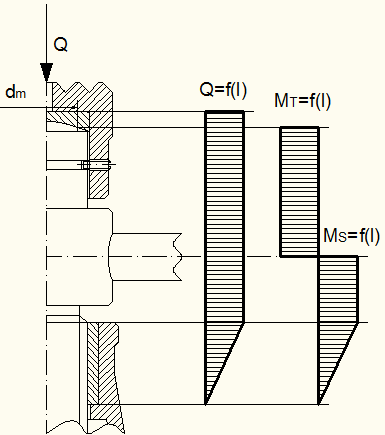 Q
dm
Q=f(l)
MT=f(l)
MS=f(l)